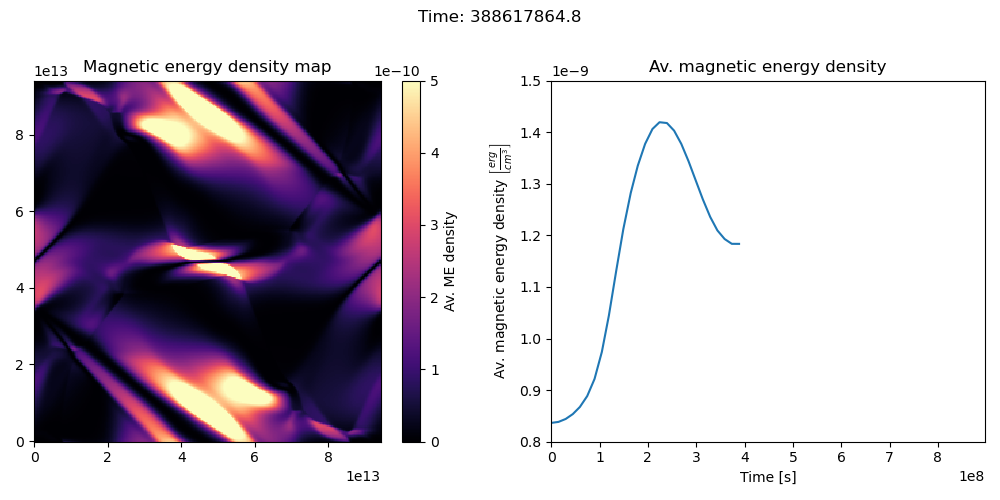 Time: 388617864.8
Magnetic energy density map
1e13
1e−10
8
6
4
2
0
0 2 4 6 8
1e13
5
4
3
2
1
0
Av. ME density
Av. magnetic energy density
1e−9
1.5
1.4
1.3
1.2
1.1
1.0
0.9
0.8
Av. magnetic energy density [erg/cm³]
0 1 2 3 4 5 6 7 8
Time [s]
1e8